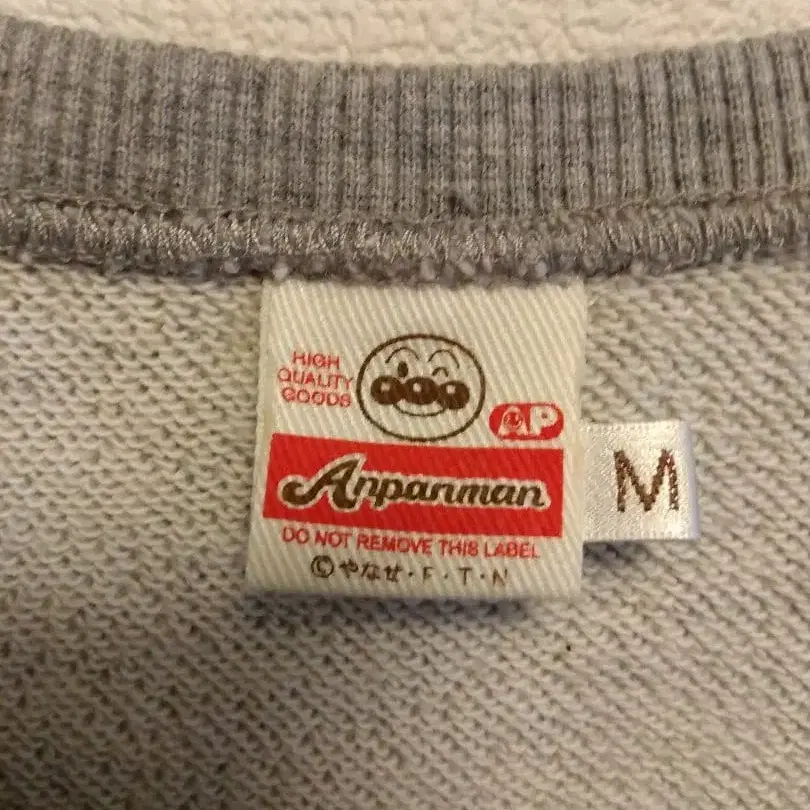 HIGH
QUALITY
GOODS
AP
Anpanman
M
DO NOT REMOVE THIS LABEL
©やなせ・F・T・N